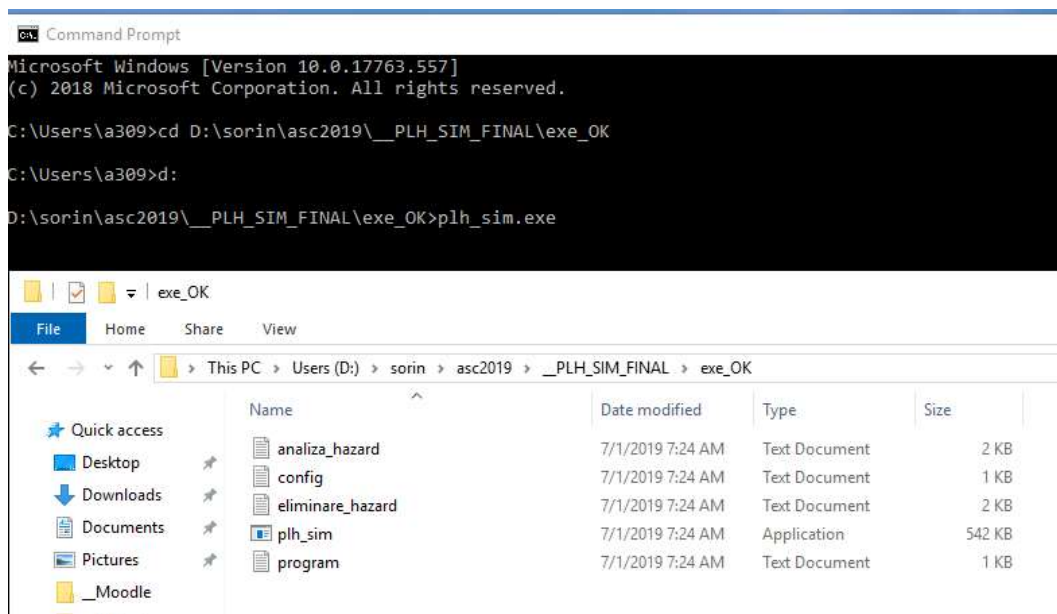 Command Prompt
Microsoft Windows [Version 10.0.17763.557]
(c) 2018 Microsoft Corporation. All rights reserved.
C:\Users\a309>cd D:\sorin\asc2019\__PLH_SIM_FINAL\exe_OK
C:\Users\a309>d:
D:\sorin\asc2019\__PLH_SIM_FINAL\exe_OK>plh_sim.exe
exe_OK
File Home Share View
This PC > Users (D:) > sorin > asc2019 > __PLH_SIM_FINAL > exe_OK
Name Date modified Type Size
Quick access
Desktop
Downloads
Documents
Pictures
__Moodle
analiza_hazard 7/1/2019 7:24 AM Text Document 2 KB
config 7/1/2019 7:24 AM Text Document 1 KB
eliminare_hazard 7/1/2019 7:24 AM Text Document 2 KB
plh_sim 7/1/2019 7:24 AM Application 542 KB
program 7/1/2019 7:24 AM Text Document 1 KB